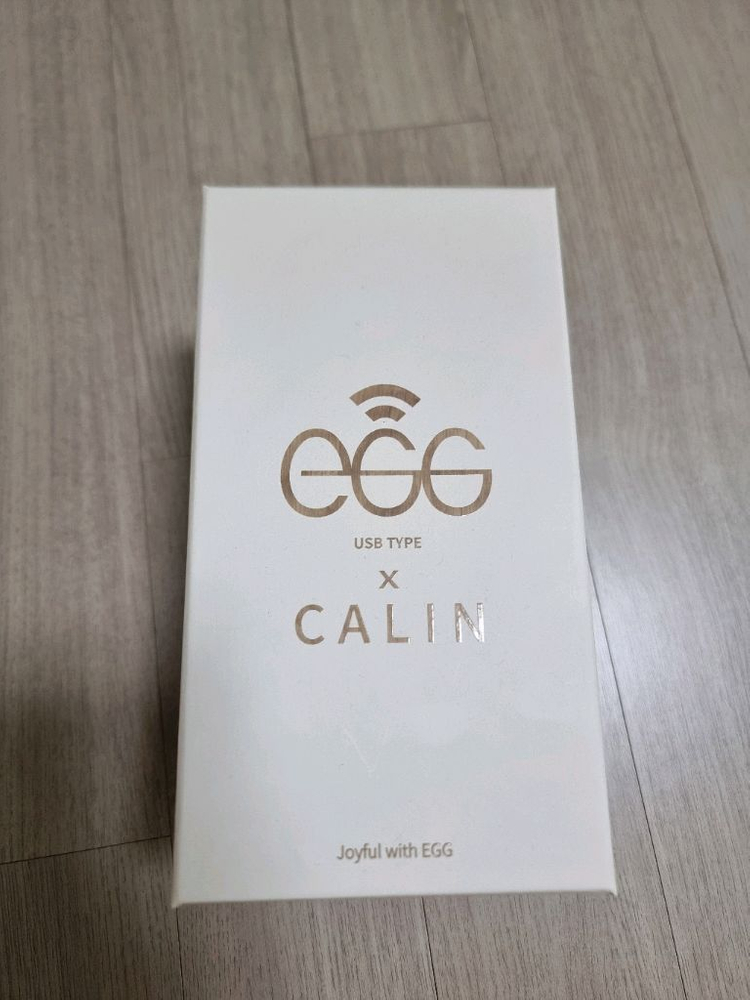 eGG
USB TYPE
X
CALIN
Joyful with EGG